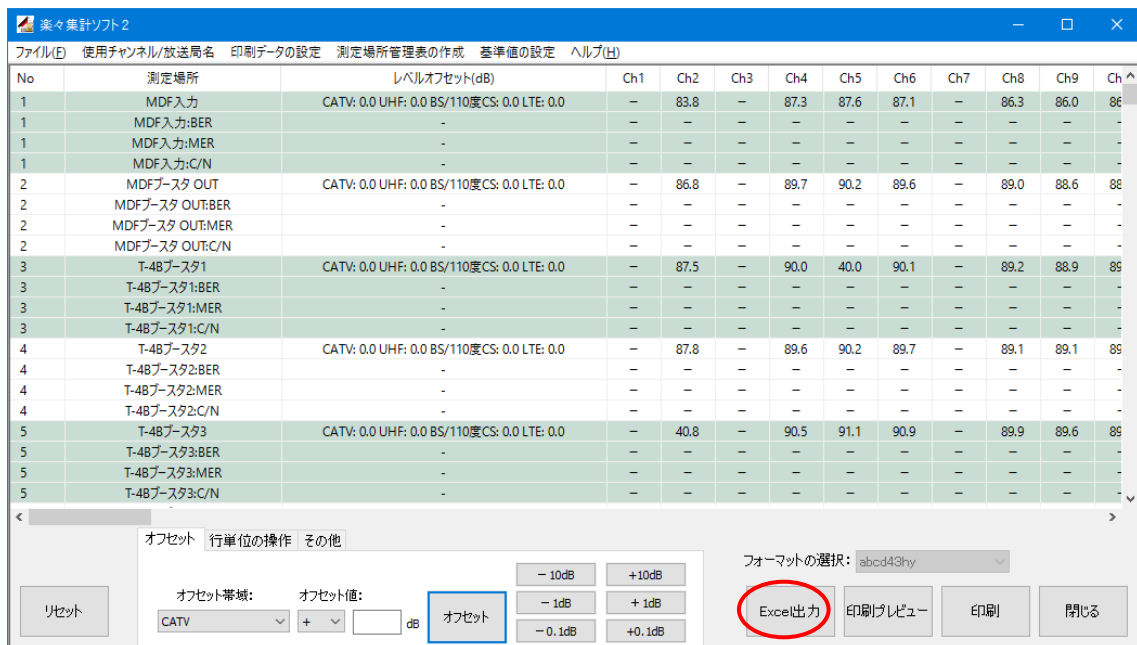 楽々集計ソフト2
ファイル(F) 使用チャンネル/放送局名 印刷データの設定 測定場所管理表の作成 基準値の設定 ヘルプ(H)
No 測定場所 レベルオフセット(dB) Ch1 Ch2 Ch3 Ch4 Ch5 Ch6 Ch7 Ch8 Ch9 Ch
1 MDF入力 CATV: 0.0 UHF: 0.0 BS/110度CS: 0.0 LTE: 0.0 － 83.8 － 87.3 87.6 87.1 － 86.3 86.0 86
1 MDF入力:BER - － － － － － － － － － -
1 MDF入力:MER - － － － － － － － － － -
1 MDF入力:C/N - － － － － － － － － － -
2 MDFブースタ OUT CATV: 0.0 UHF: 0.0 BS/110度CS: 0.0 LTE: 0.0 － 86.8 － 89.7 90.2 89.6 － 89.0 88.6 88
2 MDFブースタ OUT:BER - － － － － － － － － － -
2 MDFブースタ OUT:MER - － － － － － － － － － -
2 MDFブースタ OUT:C/N - － － － － － － － － － -
3 T-4Bブースタ1 CATV: 0.0 UHF: 0.0 BS/110度CS: 0.0 LTE: 0.0 － 87.5 － 90.0 40.0 90.1 － 89.2 88.9 89
3 T-4Bブースタ1:BER - － － － － － － － － － -
3 T-4Bブースタ1:MER - － － － － － － － － － -
3 T-4Bブースタ1:C/N - － － － － － － － － － -
4 T-4Bブースタ2 CATV: 0.0 UHF: 0.0 BS/110度CS: 0.0 LTE: 0.0 － 87.8 － 89.6 90.2 89.7 － 89.1 89.1 89
4 T-4Bブースタ2:BER - － － － － － － － － － -
4 T-4Bブースタ2:MER - － － － － － － － － － -
4 T-4Bブースタ2:C/N - － － － － － － － － － -
5 T-4Bブースタ3 CATV: 0.0 UHF: 0.0 BS/110度CS: 0.0 LTE: 0.0 － 40.8 － 90.5 91.1 90.9 － 89.9 89.6 89
5 T-4Bブースタ3:BER - － － － － － － － － － -
5 T-4Bブースタ3:MER - － － － － － － － － － -
5 T-4Bブースタ3:C/N - － － － － － － － － － -
オフセット 行単位の操作 その他
フォーマットの選択: abcd43hy
－10dB +10dB
オフセット帯域: オフセット値:
－1dB +1dB
リセット CATV + dB オフセット Excel出力 印刷プレビュー 印刷 閉じる
－0.1dB +0.1dB